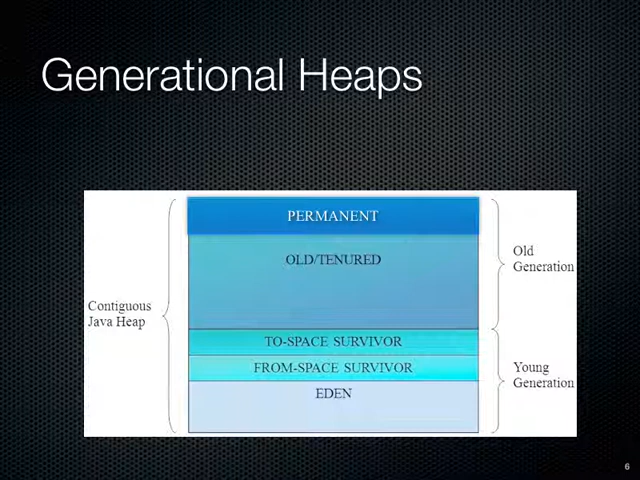 Generational Heaps
PERMANENT
OLD/TENURED
Old
Generation
Contiguous
Java Heap
TO-SPACE SURVIVOR
FROM-SPACE SURVIVOR
Young
Generation
EDEN
6